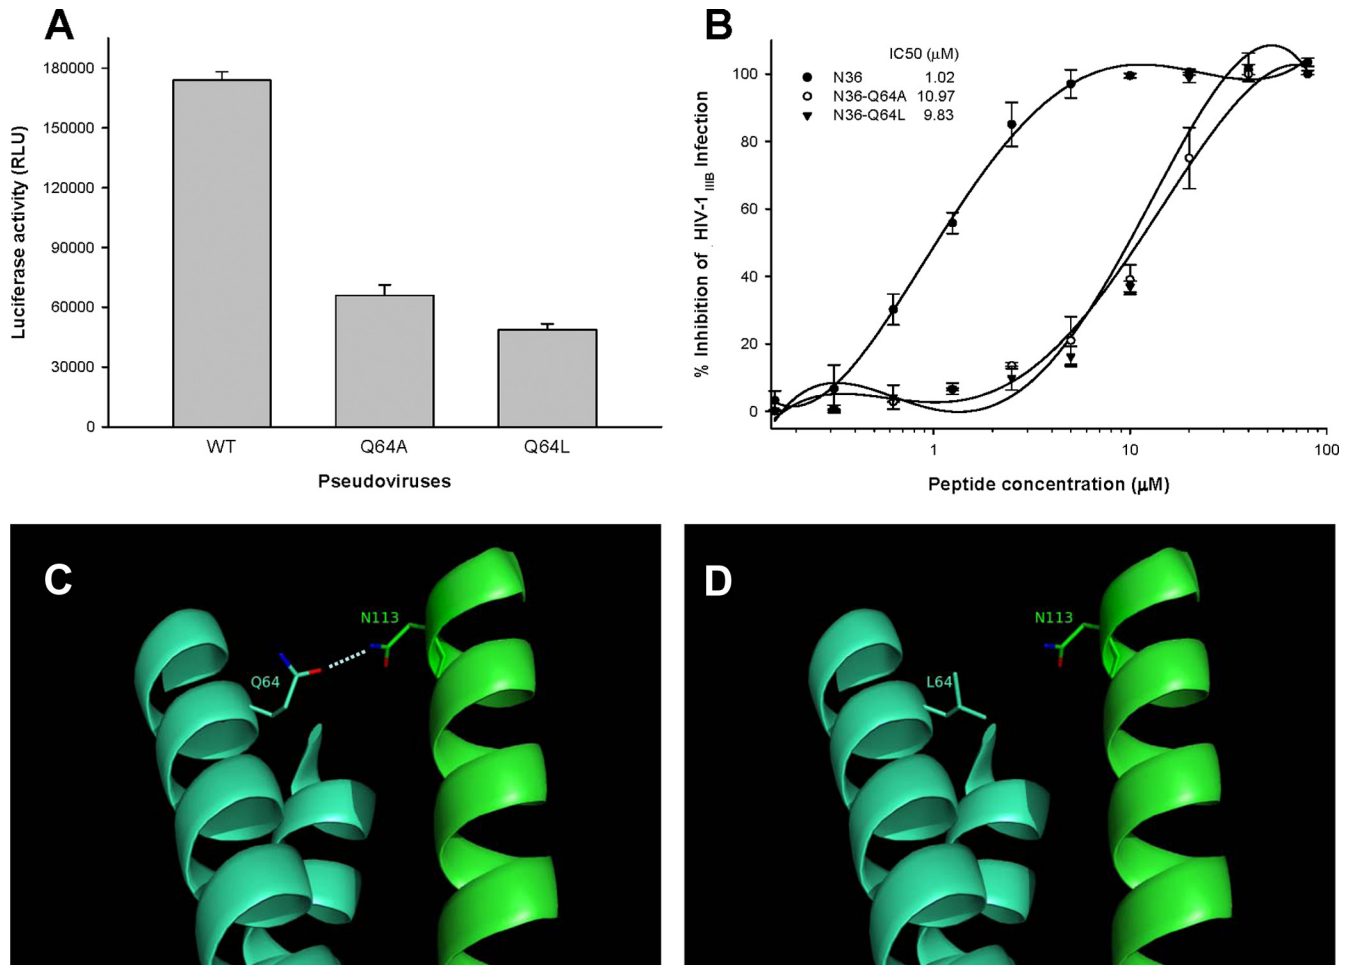 A
Luciferase activity (RLU)
180000
150000
120000
90000
60000
30000
0
WT Q64A Q64L
Pseudoviruses
B
% Inhibition of HIV-1 IIIB Infection
IC50 (μM)
N36 1.02
N36-Q64A 10.97
N36-Q64L 9.83
100
80
60
40
20
0
1 10 100
Peptide concentration (μM)
C
N113
Q64
D
N113
L64